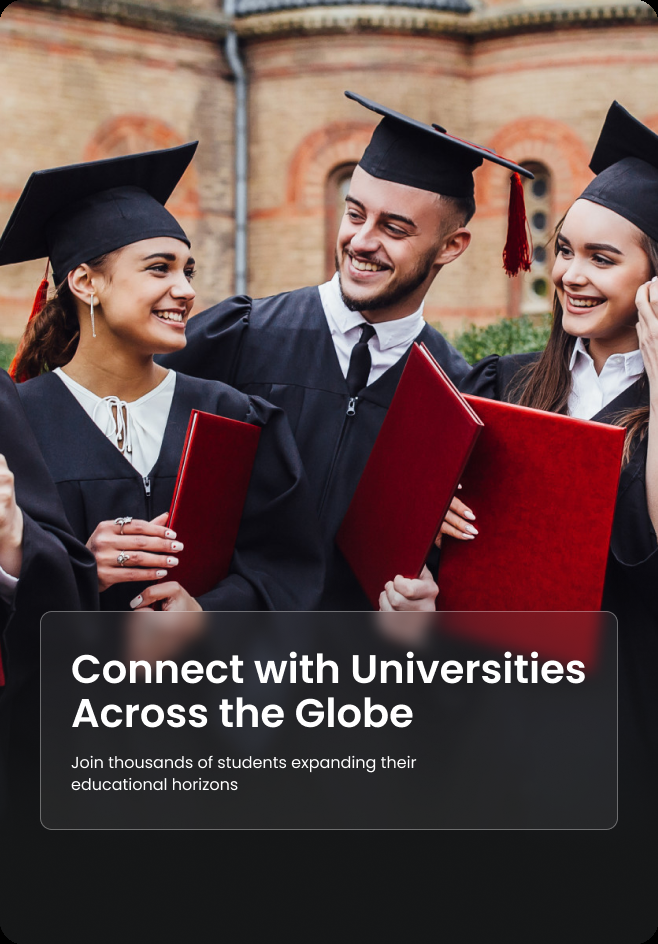 Connect with Universities
Across the Globe
Join thousands of students expanding their
educational horizons